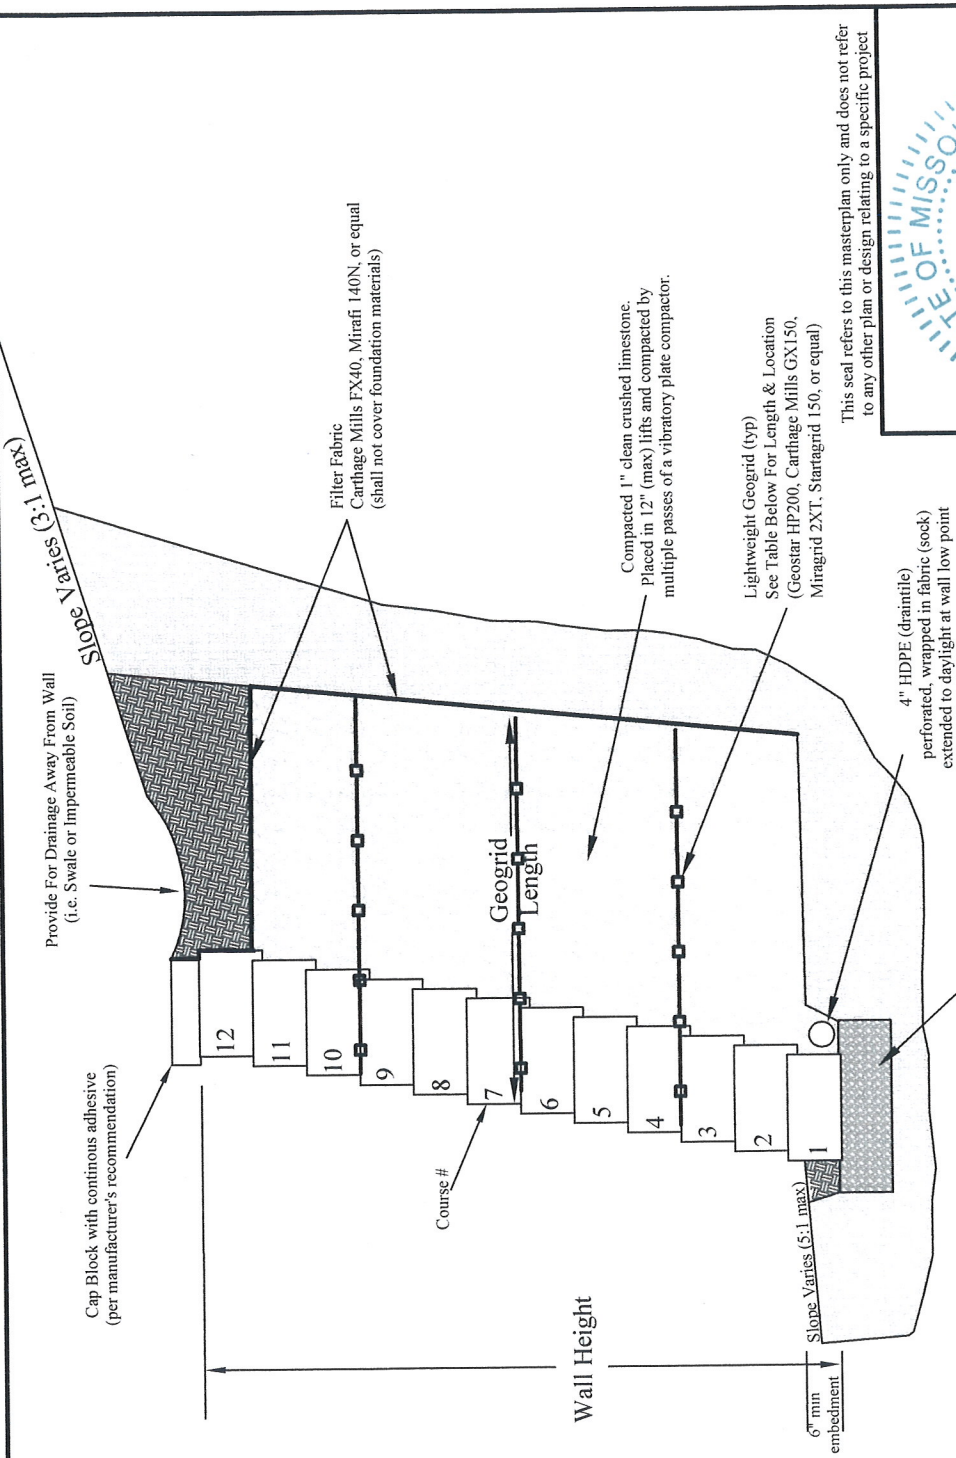 Slope Varies (3:1 max)
Provide For Drainage Away From Wall
(i.e. Swale or Impermeable Soil)
Cap Block with continous adhesive
(per manufacturer's recommendation)
Filter Fabric
Carthage Mills FX40, Mirafi 140N, or equal
(shall not cover foundation materials)
12
11
10
9
8
7
6
5
4
3
2
1
Course #
Geogrid
Length
Compacted 1" clean crushed limestone.
Placed in 12" (max) lifts and compacted by
multiple passes of a vibratory plate compactor.
Lightweight Geogrid (typ)
See Table Below For Length & Location
(Geostar HP200, Carthage Mills GX150,
Miragrid 2XT, Startagrid 150, or equal)
Wall Height
Slope Varies (5:1 max)
6" min
embedment
4" HDPE (draintile)
perforated, wrapped in fabric (sock)
extended to daylight at wall low point
This seal refers to this masterplan only and does not refer
to any other plan or design relating to a specific project
TE OF MISSO